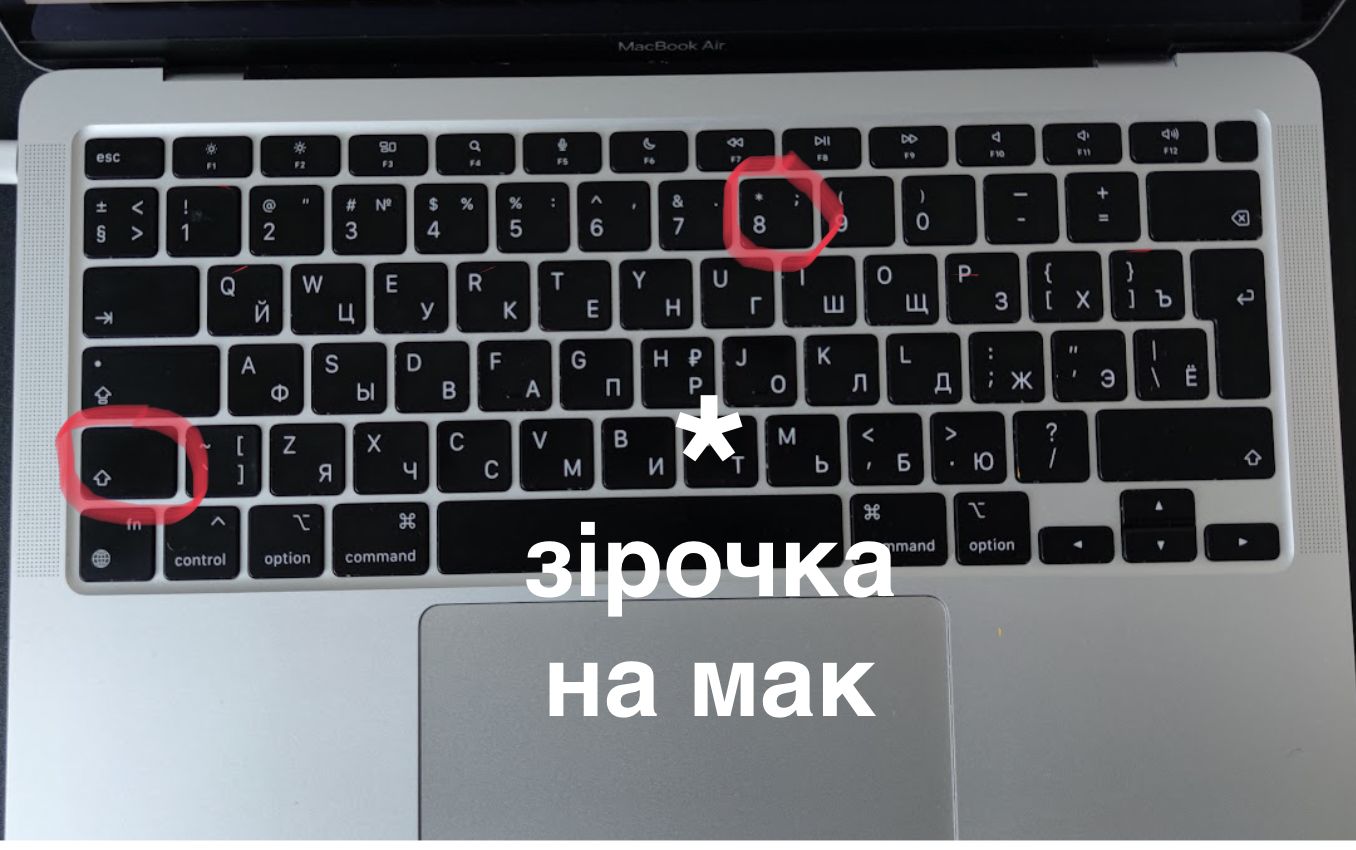 MacBook Air
esc F1 F2 F3 F4 F5 F6 F7 F8 F9 F10 F11 F12
± < ! @ " # № $ % % : ^ , & . * ; ( ) — +
§ > 1 2 3 4 5 6 7 8 9 0 - =
Q W E R T Y U I O P { }
Й Ц У К Е Н Г Ш Щ З [ Х ] Ъ
A S D F G H ₽ J K L : " |
Ф Ы В А П Р О Л Д ; Ж ' Э \ Ё
~ [ Z X C V B M < > ?
] Я Ч С М И Т Ь , Б . Ю /
*
fn ^ ⌥ ⌘ ⌘ ⌥
control option command mmand option
зірочка
на мак